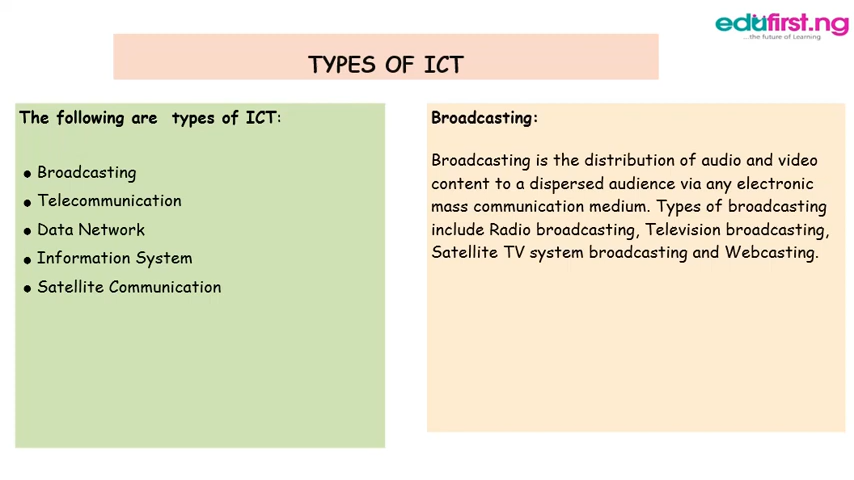 edufirst.ng
...the future of Learning
TYPES OF ICT
The following are types of ICT:
• Broadcasting
• Telecommunication
• Data Network
• Information System
• Satellite Communication
Broadcasting:
Broadcasting is the distribution of audio and video
content to a dispersed audience via any electronic
mass communication medium. Types of broadcasting
include Radio broadcasting, Television broadcasting,
Satellite TV system broadcasting and Webcasting.